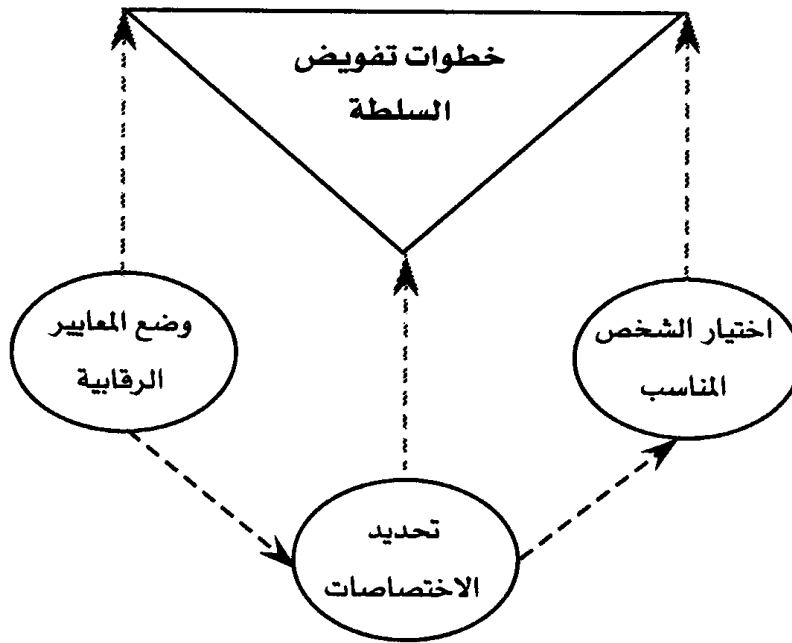 خطوات تفويض
السلطة
اختيار الشخص
المناسب
وضع المعايير
الرقابية
تحديد
الاختصاصات